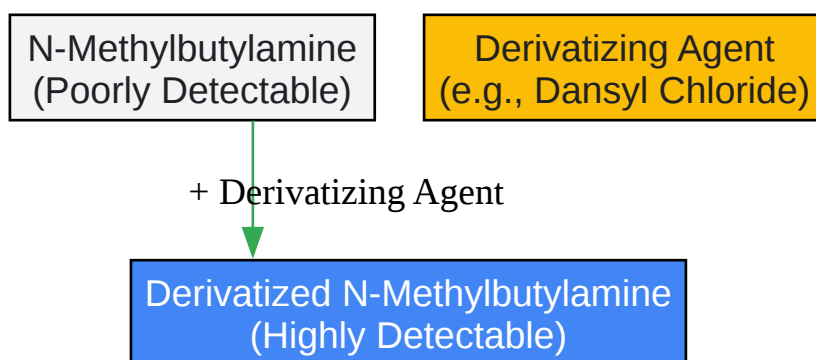 N-Methylbutylamine
(Poorly Detectable)
Derivatizing Agent
(e.g., Dansyl Chloride)
+ Derivatizing Agent
Derivatized N-Methylbutylamine
(Highly Detectable)